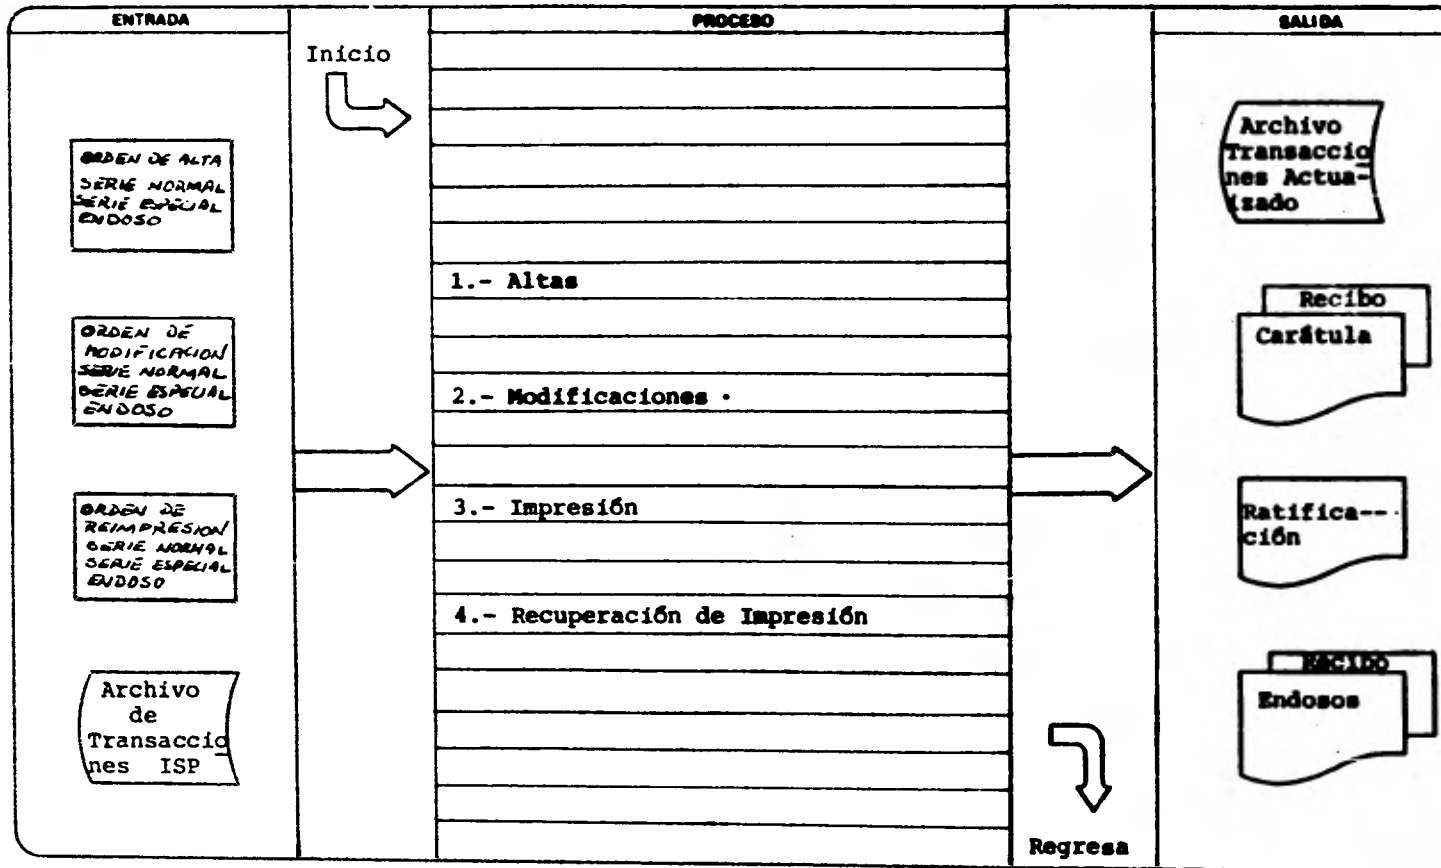 ENTRADA
PROCESO
SALIDA
Inicio
ORDEN DE ALTA
SERIE NORMAL
SERIE ESPECIAL
ENDOSO
ORDEN DE
MODIFICACION
SERIE NORMAL
SERIE ESPECIAL
ENDOSO
ORDEN DE
REIMPRESION
SERIE NORMAL
SERIE ESPECIAL
ENDOSO
Archivo
de
Transaccio
nes ISP
1.- Altas
2.- Modificaciones
3.- Impresión
4.- Recuperación de Impresión
Regresa
Archivo
Transaccio
nes Actua-
izado
Recibo
Carátula
Ratifica--
ción
Recibo
Endosos